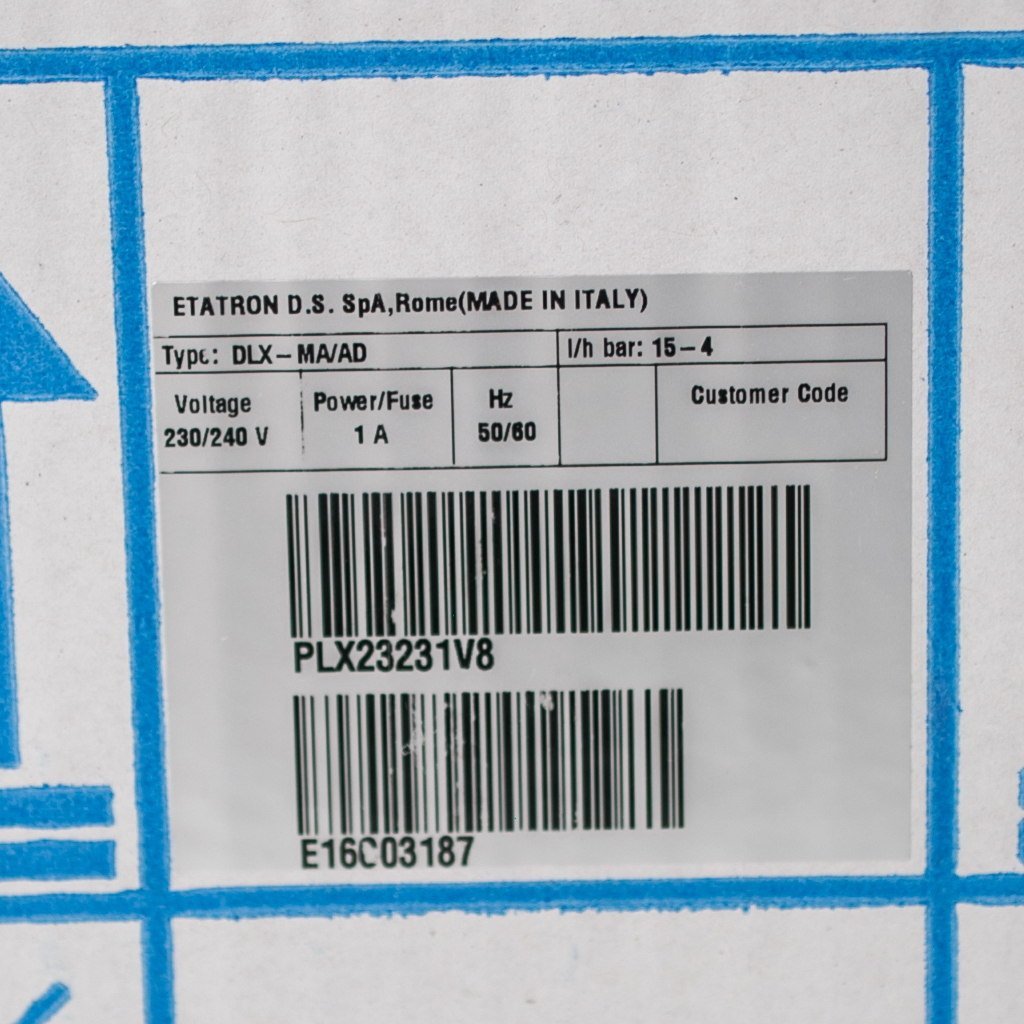 ETATRON D.S. SpA,Rome(MADE IN ITALY)
Type: DLX-MA/AD l/h bar: 15-4
Voltage Power/Fuse Hz Customer Code
230/240 V 1 A 50/60
PLX23231V8
E16C03187